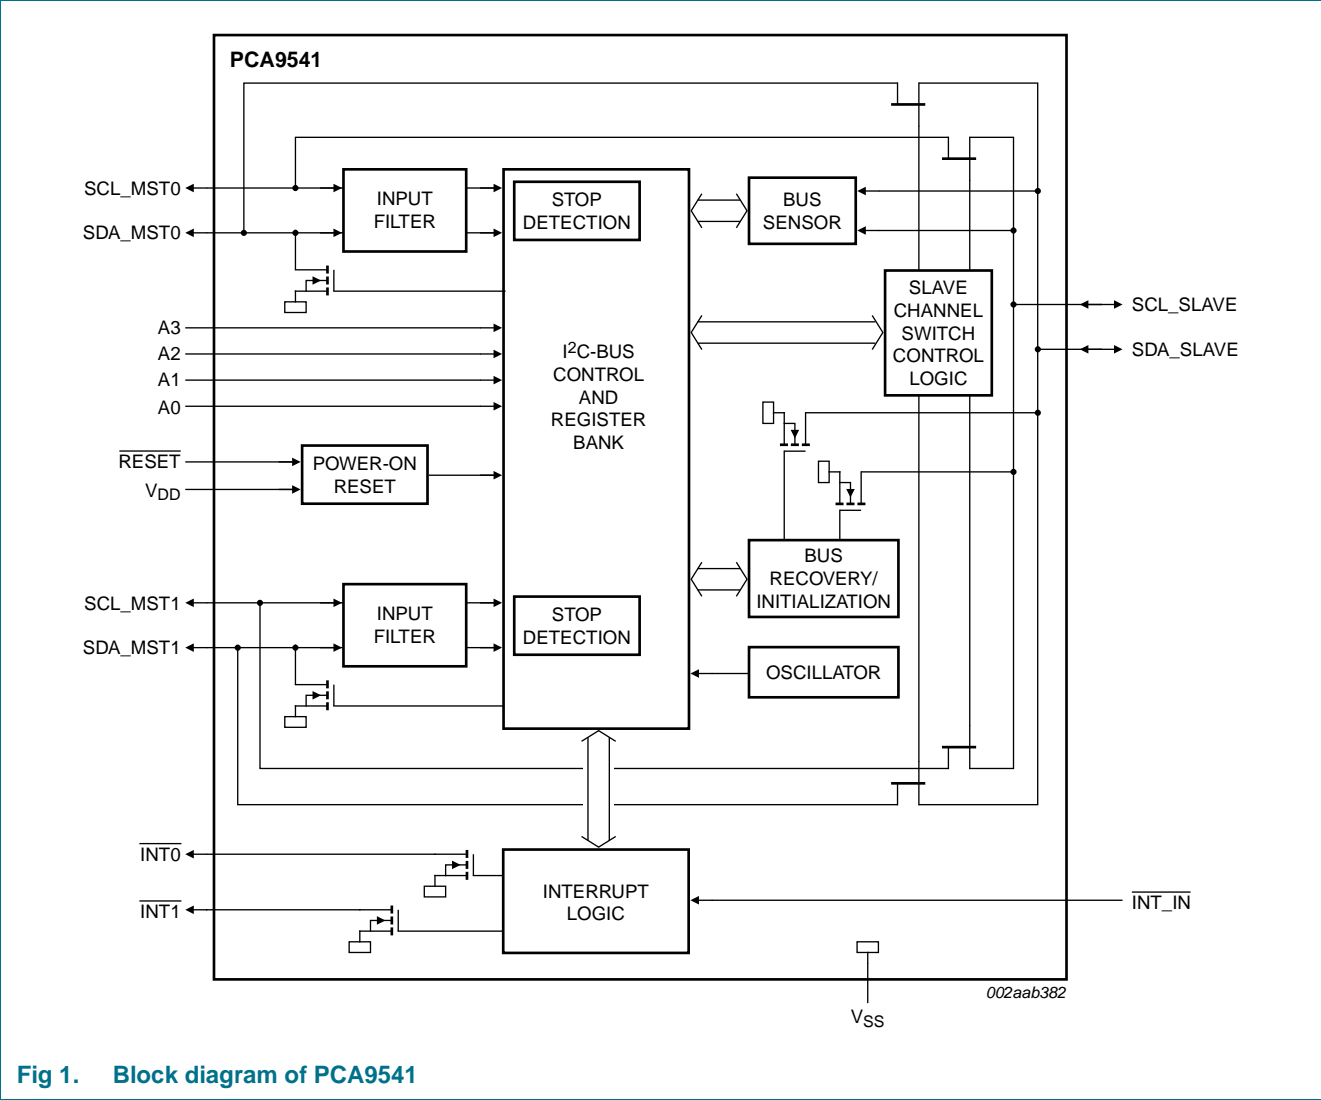 PCA9541
SCL_MST0
SDA_MST0
INPUT
FILTER
STOP
DETECTION
BUS
SENSOR
SLAVE
CHANNEL
SWITCH
CONTROL
LOGIC
SCL_SLAVE
SDA_SLAVE
A3
A2
A1
A0
I2C-BUS
CONTROL
AND
REGISTER
BANK
RESET
VDD
POWER-ON
RESET
BUS
RECOVERY/
INITIALIZATION
SCL_MST1
SDA_MST1
INPUT
FILTER
STOP
DETECTION
OSCILLATOR
INT0
INT1
INTERRUPT
LOGIC
INT_IN
002aab382
VSS
Fig 1. Block diagram of PCA9541